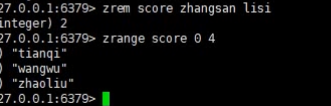 27.0.0.1:6379> zrem score zhangsan lisi
integer) 2
27.0.0.1:6379> zrange score 0 4
) "tianqi"
) "wangwu"
) "zhaoliu"
27.0.0.1:6379>